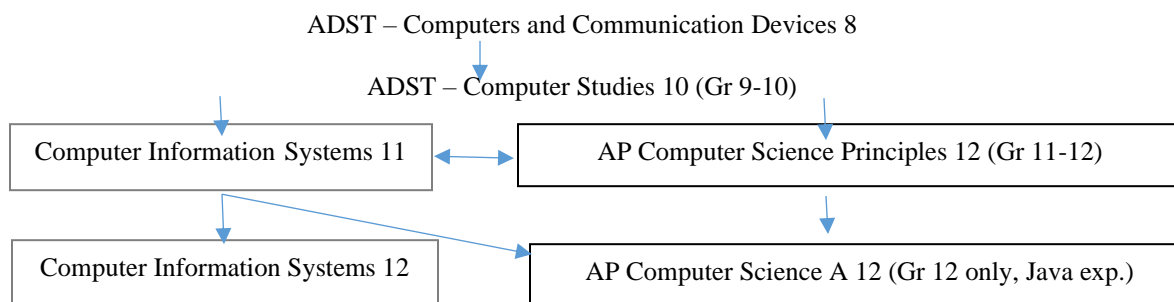 ADST – Computers and Communication Devices 8
ADST – Computer Studies 10 (Gr 9-10)
Computer Information Systems 11
AP Computer Science Principles 12 (Gr 11-12)
Computer Information Systems 12
AP Computer Science A 12 (Gr 12 only, Java exp.)